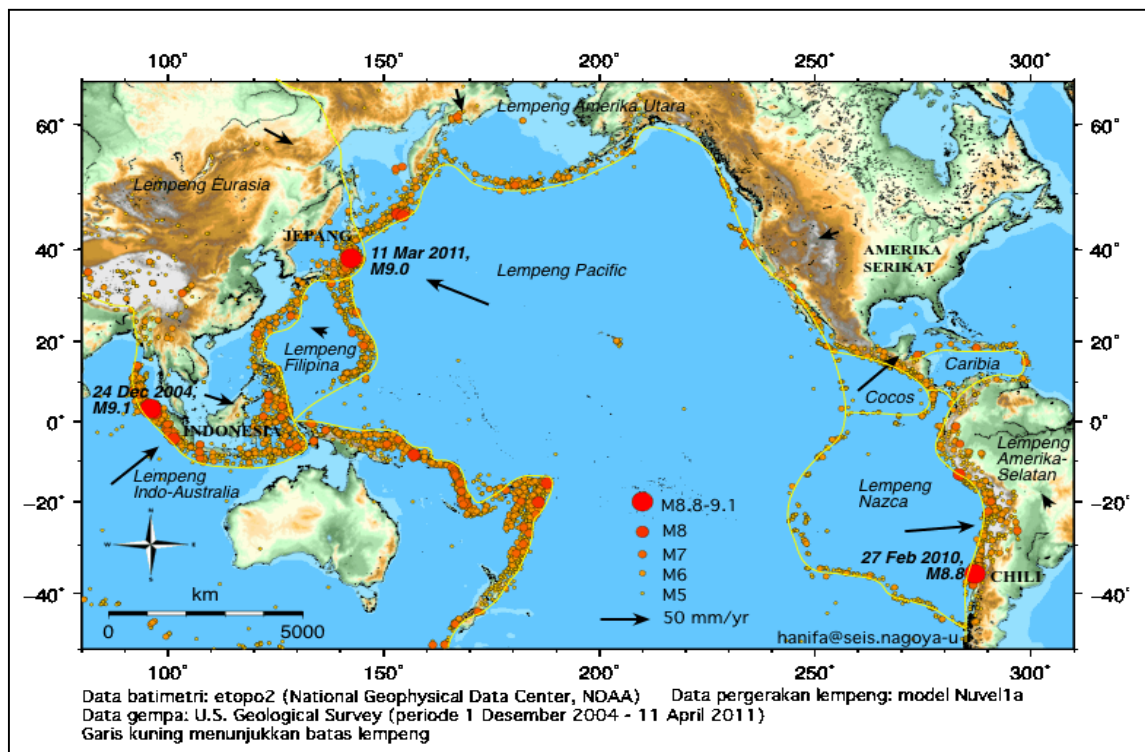 100° 150° 200° 250° 300°
60° 60°
40° 40°
20° 20°
0° 0°
−20° −20°
−40° −40°
Lempeng Amerika Utara
Lempeng Eurasia
JEPANG
11 Mar 2011,
M9.0
Lempeng Pacific
AMERIKA
SERIKAT
Lempeng
Filipina
Caribia
24 Dec 2004,
M9.1
Cocos
INDONESIA
Lempeng
Indo-Australia
Lempeng
Amerika-
Selatan
Lempeng
Nazca
M8.8-9.1
M8
M7
M6
M5
50 mm/yr
27 Feb 2010,
M8.8
CHILI
N
W E
S
km
0 5000
hanifa@seis.nagoya-u
100° 150° 200° 250° 300°
Data batimetri: etopo2 (National Geophysical Data Center, NOAA) Data pergerakan lempeng: model Nuvel1a
Data gempa: U.S. Geological Survey (periode 1 Desember 2004 - 11 April 2011)
Garis kuning menunjukkan batas lempeng